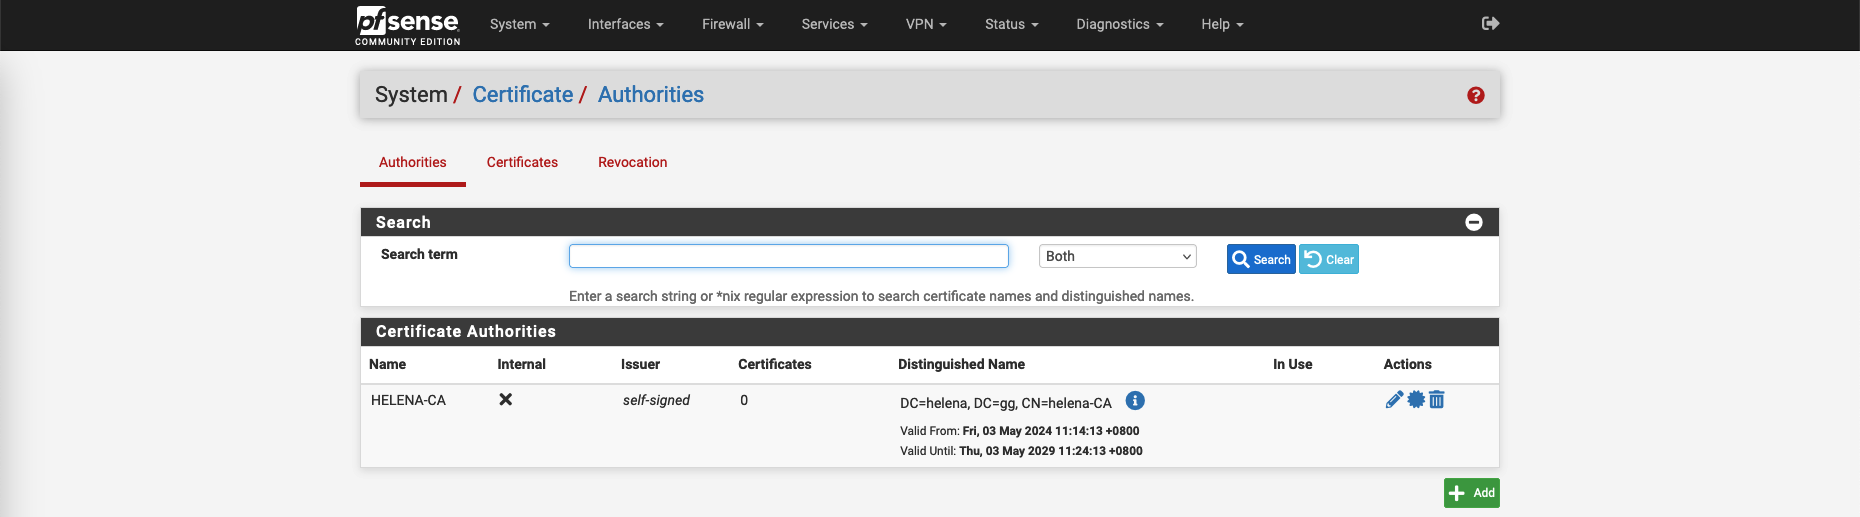 pfsense
COMMUNITY EDITION
System Interfaces Firewall Services VPN Status Diagnostics Help
System / Certificate / Authorities
Authorities Certificates Revocation
Search
Search term Both Search Clear
Enter a search string or *nix regular expression to search certificate names and distinguished names.
Certificate Authorities
Name Internal Issuer Certificates Distinguished Name In Use Actions
HELENA-CA self-signed 0 DC=helena, DC=gg, CN=helena-CA
Valid From: Fri, 03 May 2024 11:14:13 +0800
Valid Until: Thu, 03 May 2029 11:24:13 +0800
Add